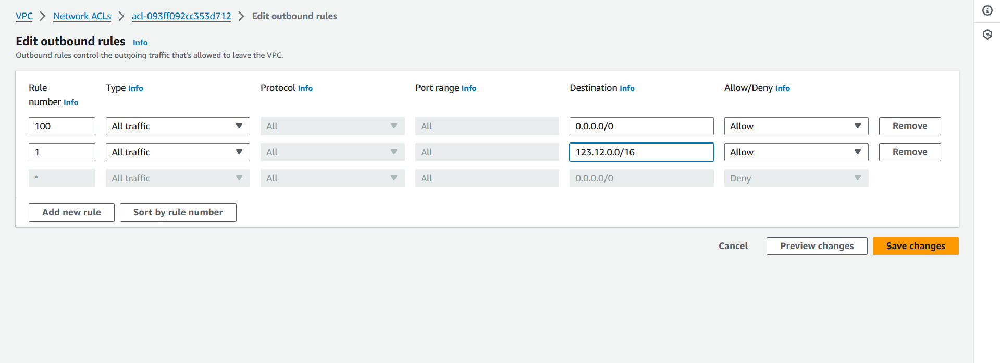 VPC > Network ACLs > acl-093ff092cc353d712 > Edit outbound rules
Edit outbound rules Info
Outbound rules control the outgoing traffic that's allowed to leave the VPC.
Rule number Info Type Info Protocol Info Port range Info Destination Info Allow/Deny Info
100 All traffic All All 0.0.0.0/0 Allow Remove
1 All traffic All All 123.12.0.0/16 Allow Remove
* All traffic All All 0.0.0.0/0 Deny
Add new rule Sort by rule number
Cancel Preview changes Save changes